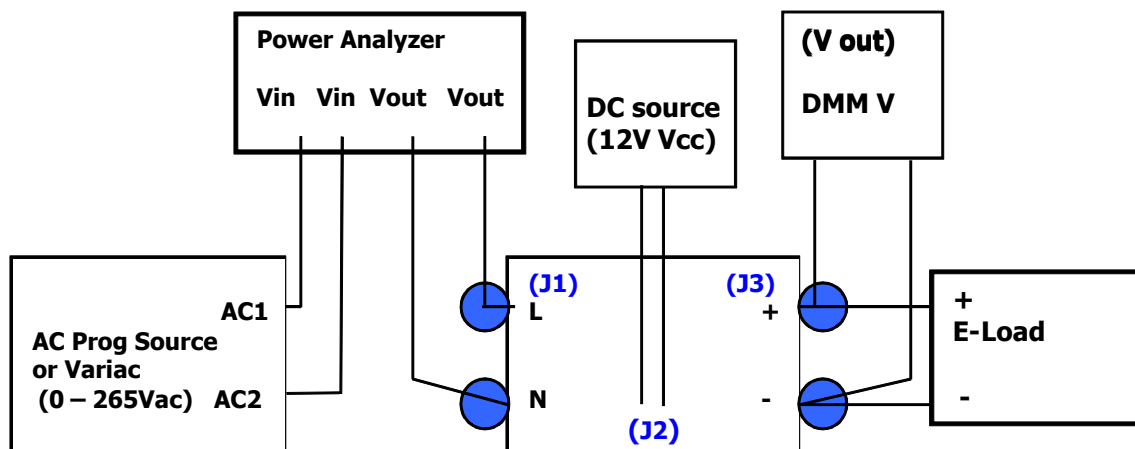 Power Analyzer
Vin Vin Vout Vout
DC source
(12V Vcc)
(V out)
DMM V
AC1
AC Prog Source
or Variac
(0 – 265Vac) AC2
(J1)
L
N
(J2)
(J3)
+
-
+
E-Load
-